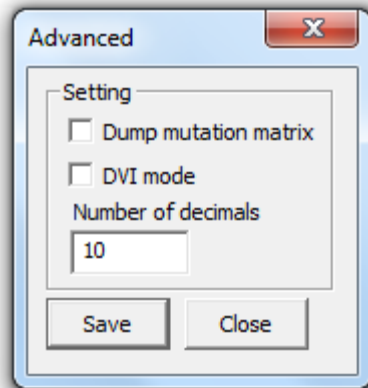 Advanced
Setting
Dump mutation matrix
DVI mode
Number of decimals
10
Save Close